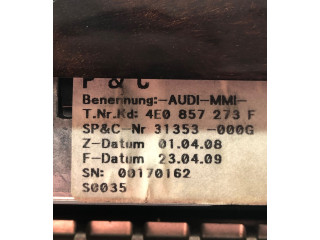 P & C
Benennung:-AUDI-MMI-
T.Nr.Kd: 4E0 857 273 F
SP&C-Nr 31353 -000G
Z-Datum 01.04.08
F-Datum 23.04.09
SN: 00170162
S0035